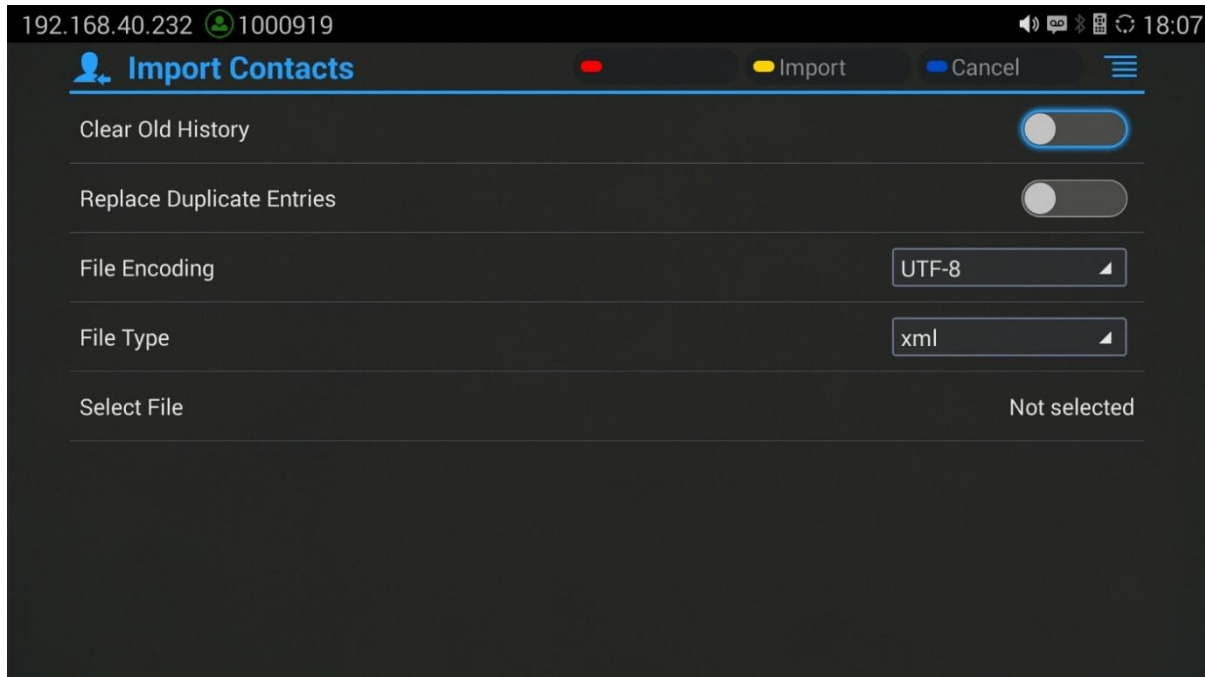 192.168.40.232 1000919 18:07
Import Contacts Import Cancel
Clear Old History
Replace Duplicate Entries
File Encoding UTF-8
File Type xml
Select File Not selected